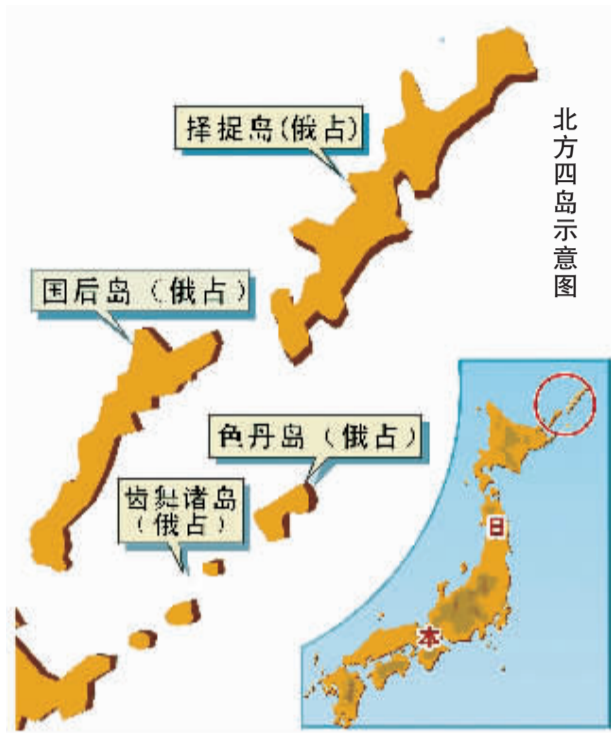 北方四岛示意图
择捉岛(俄占)
国后岛（俄占）
色丹岛（俄占）
齿舞诸岛
（俄占）
日
本